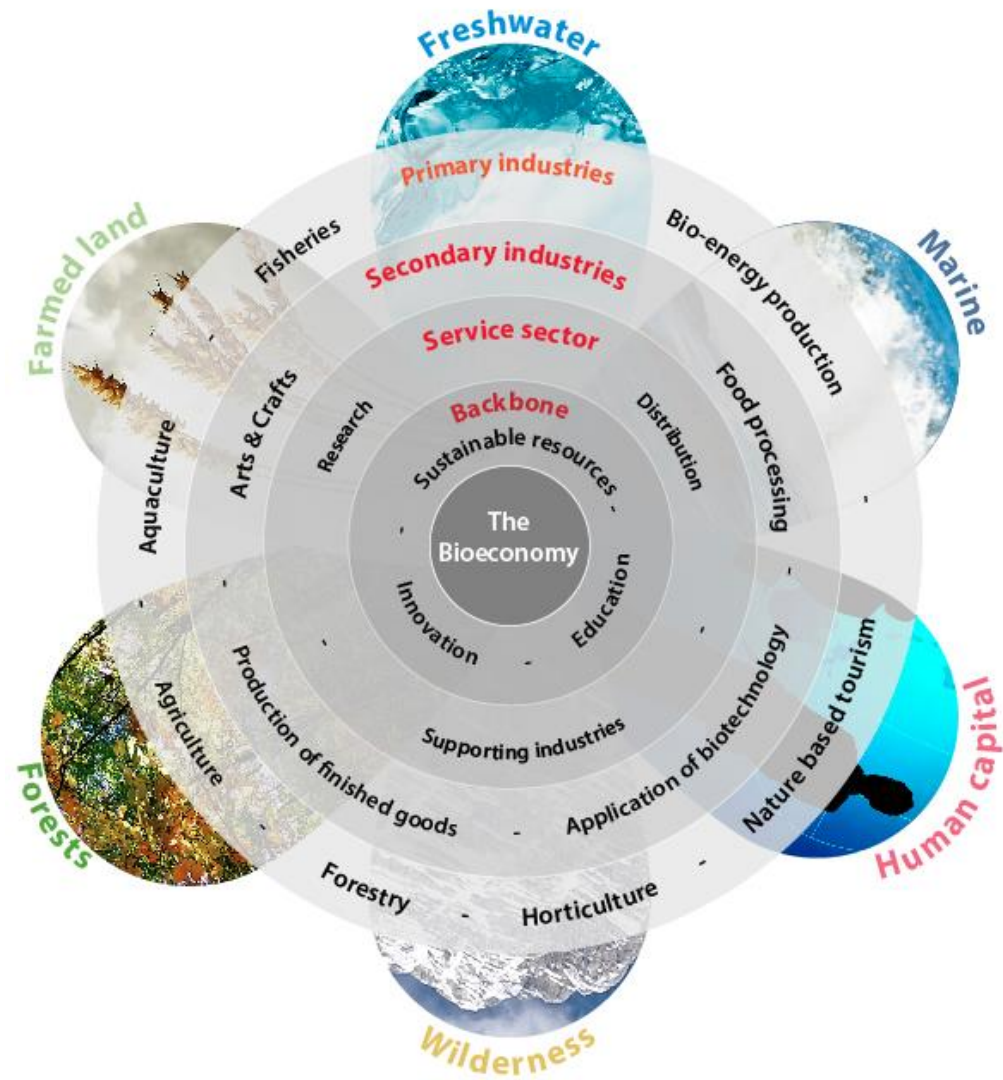 Freshwater
Marine
Human capital
Wilderness
Forests
Farmed land
Primary industries
Bio-energy production
-
Nature based tourism
-
Horticulture
-
Forestry
-
Agriculture
-
Aquaculture
-
Fisheries
Secondary industries
Food processing
-
Application of biotechnology
-
Production of finished goods
-
Arts & Crafts
Service sector
Distribution
-
Supporting industries
-
Research
Backbone
Sustainable resources
-
Education
-
Innovation
-
The
Bioeconomy